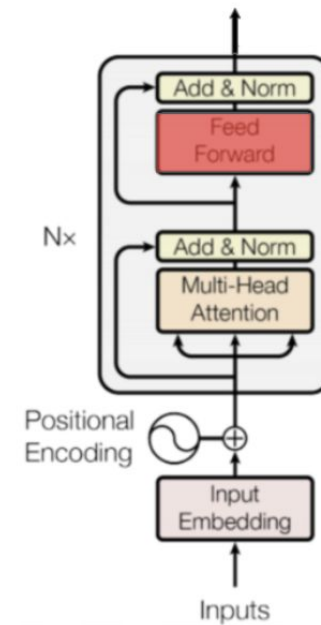 Add & Norm
Feed
Forward
Nx
Add & Norm
Multi-Head
Attention
Positional
Encoding
Input
Embedding
Inputs